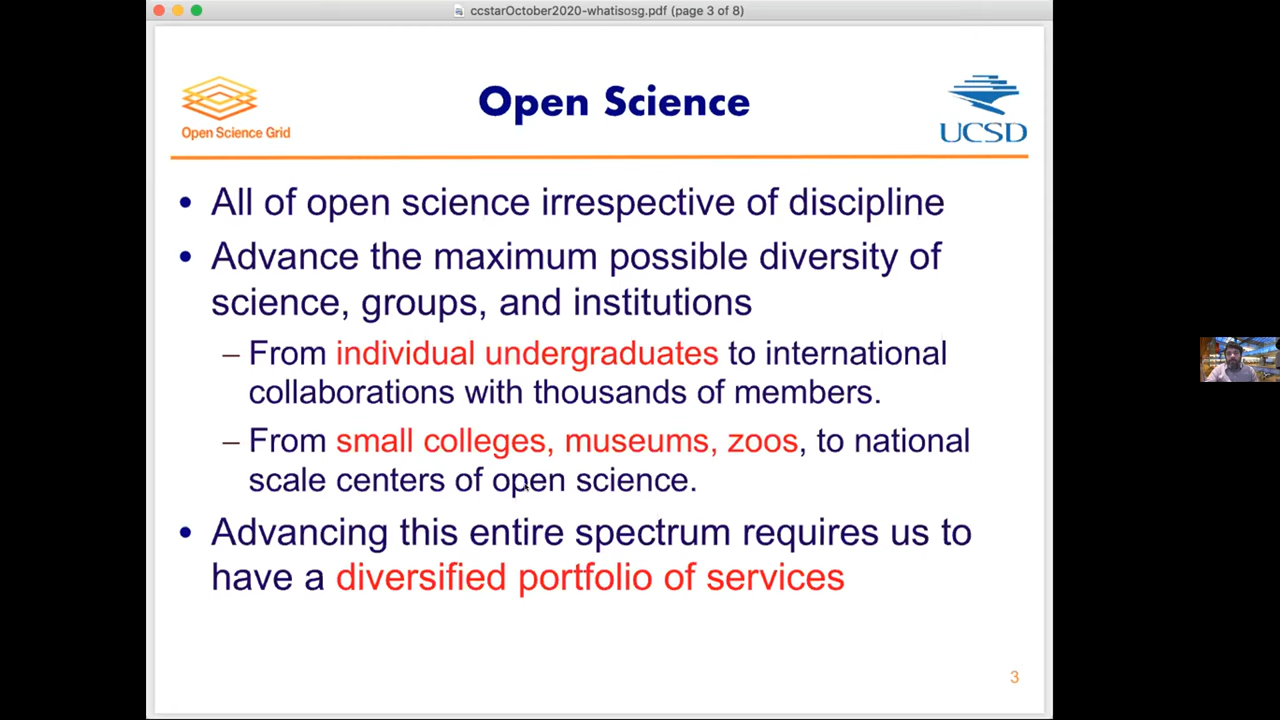 ccstarOctober2020-whatisosg.pdf (page 3 of 8)
Open Science Grid
Open Science
UCSD
• All of open science irrespective of discipline
• Advance the maximum possible diversity of
science, groups, and institutions
– From individual undergraduates to international
collaborations with thousands of members.
– From small colleges, museums, zoos, to national
scale centers of open science.
• Advancing this entire spectrum requires us to
have a diversified portfolio of services
3